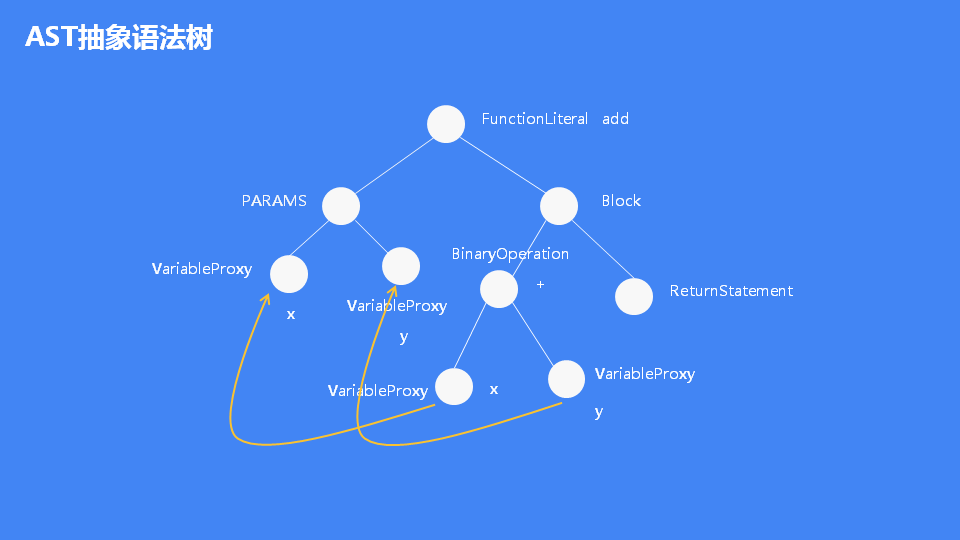 AST抽象语法树
FunctionLiteral add
PARAMS
Block
BinaryOperation
VariableProxy
+
ReturnStatement
VariableProxy
x
y
VariableProxy
VariableProxy
x
y